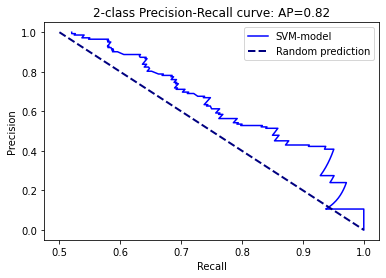 2-class Precision-Recall curve: AP=0.82
SVM-model
Random prediction
1.0
0.8
0.6
0.4
0.2
0.0
Precision
0.5 0.6 0.7 0.8 0.9 1.0
Recall